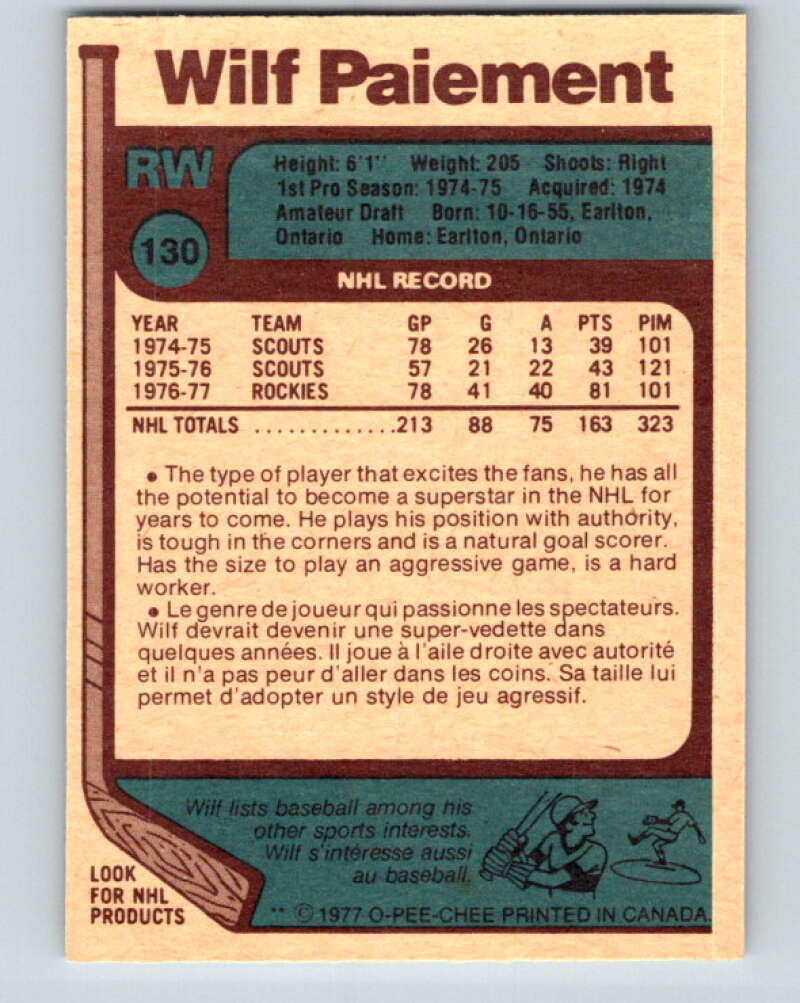 Wilf Paiement
RW
130
Height: 6'1'' Weight: 205 Shoots: Right
1st Pro Season: 1974-75 Acquired: 1974
Amateur Draft Born: 10-16-55, Earlton,
Ontario Home: Earlton, Ontario
NHL RECORD
YEAR TEAM GP G A PTS PIM
1974-75 SCOUTS 78 26 13 39 101
1975-76 SCOUTS 57 21 22 43 121
1976-77 ROCKIES 78 41 40 81 101
NHL TOTALS .............213 88 75 163 323
• The type of player that excites the fans, he has all
the potential to become a superstar in the NHL for
years to come. He plays his position with authority,
is tough in the corners and is a natural goal scorer.
Has the size to play an aggressive game, is a hard
worker.
• Le genre de joueur qui passionne les spectateurs.
Wilf devrait devenir une super-vedette dans
quelques années. Il joue à l'aile droite avec autorité
et il n'a pas peur d'aller dans les coins. Sa taille lui
permet d'adopter un style de jeu agressif.
Wilf lists baseball among his
other sports interests.
Wilf s'intéresse aussi
au baseball.
LOOK
FOR NHL
PRODUCTS
** © 1977 O-PEE-CHEE PRINTED IN CANADA.